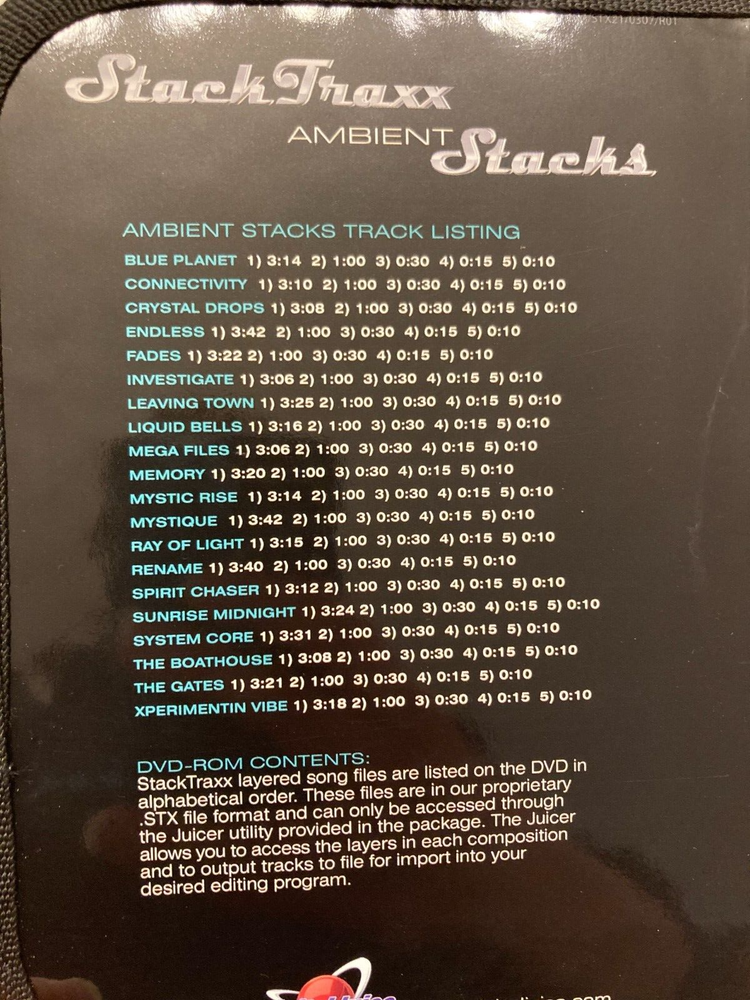 STX21/0307/R01
StackTraxx
AMBIENT Stacks
AMBIENT STACKS TRACK LISTING
BLUE PLANET 1) 3:14 2) 1:00 3) 0:30 4) 0:15 5) 0:10
CONNECTIVITY 1) 3:10 2) 1:00 3) 0:30 4) 0:15 5) 0:10
CRYSTAL DROPS 1) 3:08 2) 1:00 3) 0:30 4) 0:15 5) 0:10
ENDLESS 1) 3:42 2) 1:00 3) 0:30 4) 0:15 5) 0:10
FADES 1) 3:22 2) 1:00 3) 0:30 4) 0:15 5) 0:10
INVESTIGATE 1) 3:06 2) 1:00 3) 0:30 4) 0:15 5) 0:10
LEAVING TOWN 1) 3:25 2) 1:00 3) 0:30 4) 0:15 5) 0:10
LIQUID BELLS 1) 3:16 2) 1:00 3) 0:30 4) 0:15 5) 0:10
MEGA FILES 1) 3:06 2) 1:00 3) 0:30 4) 0:15 5) 0:10
MEMORY 1) 3:20 2) 1:00 3) 0:30 4) 0:15 5) 0:10
MYSTIC RISE 1) 3:14 2) 1:00 3) 0:30 4) 0:15 5) 0:10
MYSTIQUE 1) 3:42 2) 1:00 3) 0:30 4) 0:15 5) 0:10
RAY OF LIGHT 1) 3:15 2) 1:00 3) 0:30 4) 0:15 5) 0:10
RENAME 1) 3:40 2) 1:00 3) 0:30 4) 0:15 5) 0:10
SPIRIT CHASER 1) 3:12 2) 1:00 3) 0:30 4) 0:15 5) 0:10
SUNRISE MIDNIGHT 1) 3:24 2) 1:00 3) 0:30 4) 0:15 5) 0:10
SYSTEM CORE 1) 3:31 2) 1:00 3) 0:30 4) 0:15 5) 0:10
THE BOATHOUSE 1) 3:08 2) 1:00 3) 0:30 4) 0:15 5) 0:10
THE GATES 1) 3:21 2) 1:00 3) 0:30 4) 0:15 5) 0:10
XPERIMENTIN VIBE 1) 3:18 2) 1:00 3) 0:30 4) 0:15 5) 0:10
DVD-ROM CONTENTS:
StackTraxx layered song files are listed on the DVD in
alphabetical order. These files are in our proprietary
.STX file format and can only be accessed through
the Juicer utility provided in the package. The Juicer
allows you to access the layers in each composition
and to output tracks to file for import into your
desired editing program.